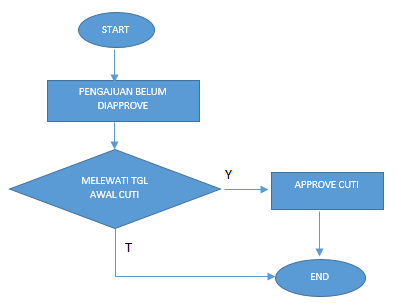 START
PENGAJUAN BELUM
DIAPPROVE
MELEWATI TGL
AWAL CUTI
Y
APPROVE CUTI
T
END